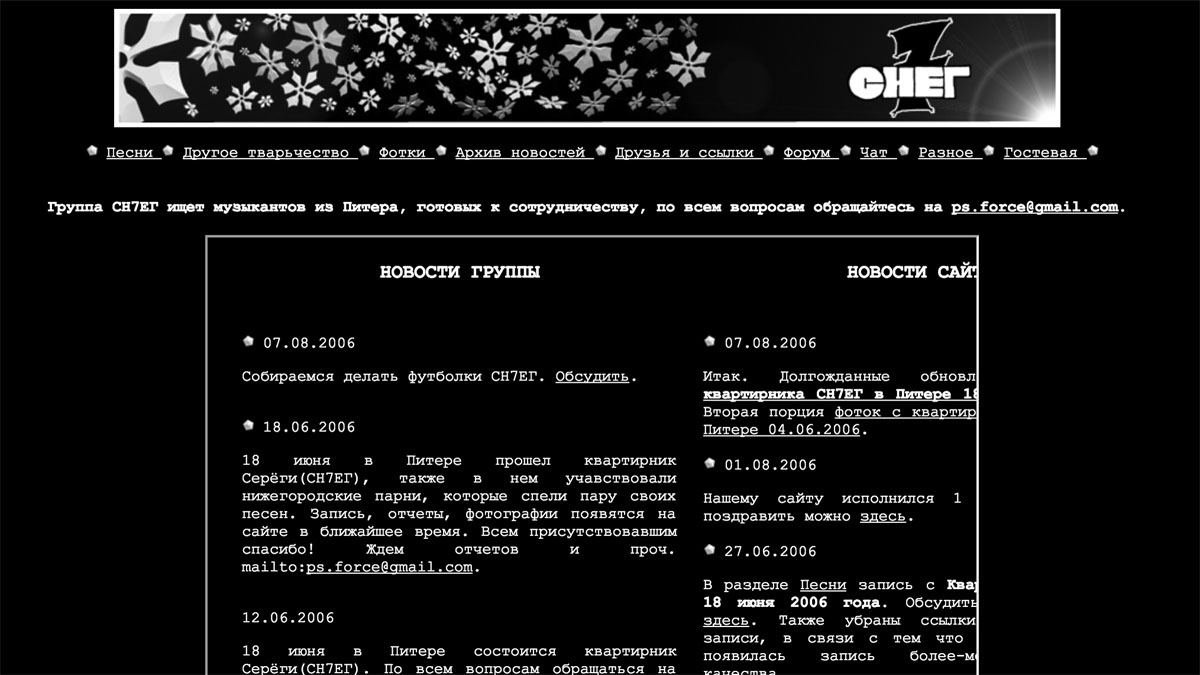 СН7ЕГ
Песни Другое тварьчество Фотки Архив новостей Друзья и ссылки Форум Чат Разное Гостевая
Группа СН7ЕГ ищет музыкантов из Питера, готовых к сотрудничеству, по всем вопросам обращайтесь на ps.force@gmail.com.
НОВОСТИ ГРУППЫ
07.08.2006
Собираемся делать футболки СН7ЕГ. Обсудить.
18.06.2006
18 июня в Питере прошел квартирник
Серёги(СН7ЕГ), также в нем учавствовали
нижегородские парни, которые спели пару своих
песен. Запись, отчеты, фотографии появятся на
сайте в ближайшее время. Всем присутствовавшим
спасибо! Ждем отчетов и проч.
mailto:ps.force@gmail.com.
12.06.2006
18 июня в Питере состоится квартирник
Серёги(СН7ЕГ). По всем вопросам обращаться на
НОВОСТИ САЙТ
07.08.2006
Итак. Долгожданные обновл
квартирника СН7ЕГ в Питере 18
Вторая порция фоток с квартир
Питере 04.06.2006.
01.08.2006
Нашему сайту исполнился 1
поздравить можно здесь.
27.06.2006
В разделе Песни запись с Квар
18 июня 2006 года. Обсудить
здесь. Также убраны ссылки
записи, в связи с тем что
появилась запись более-м
качества.